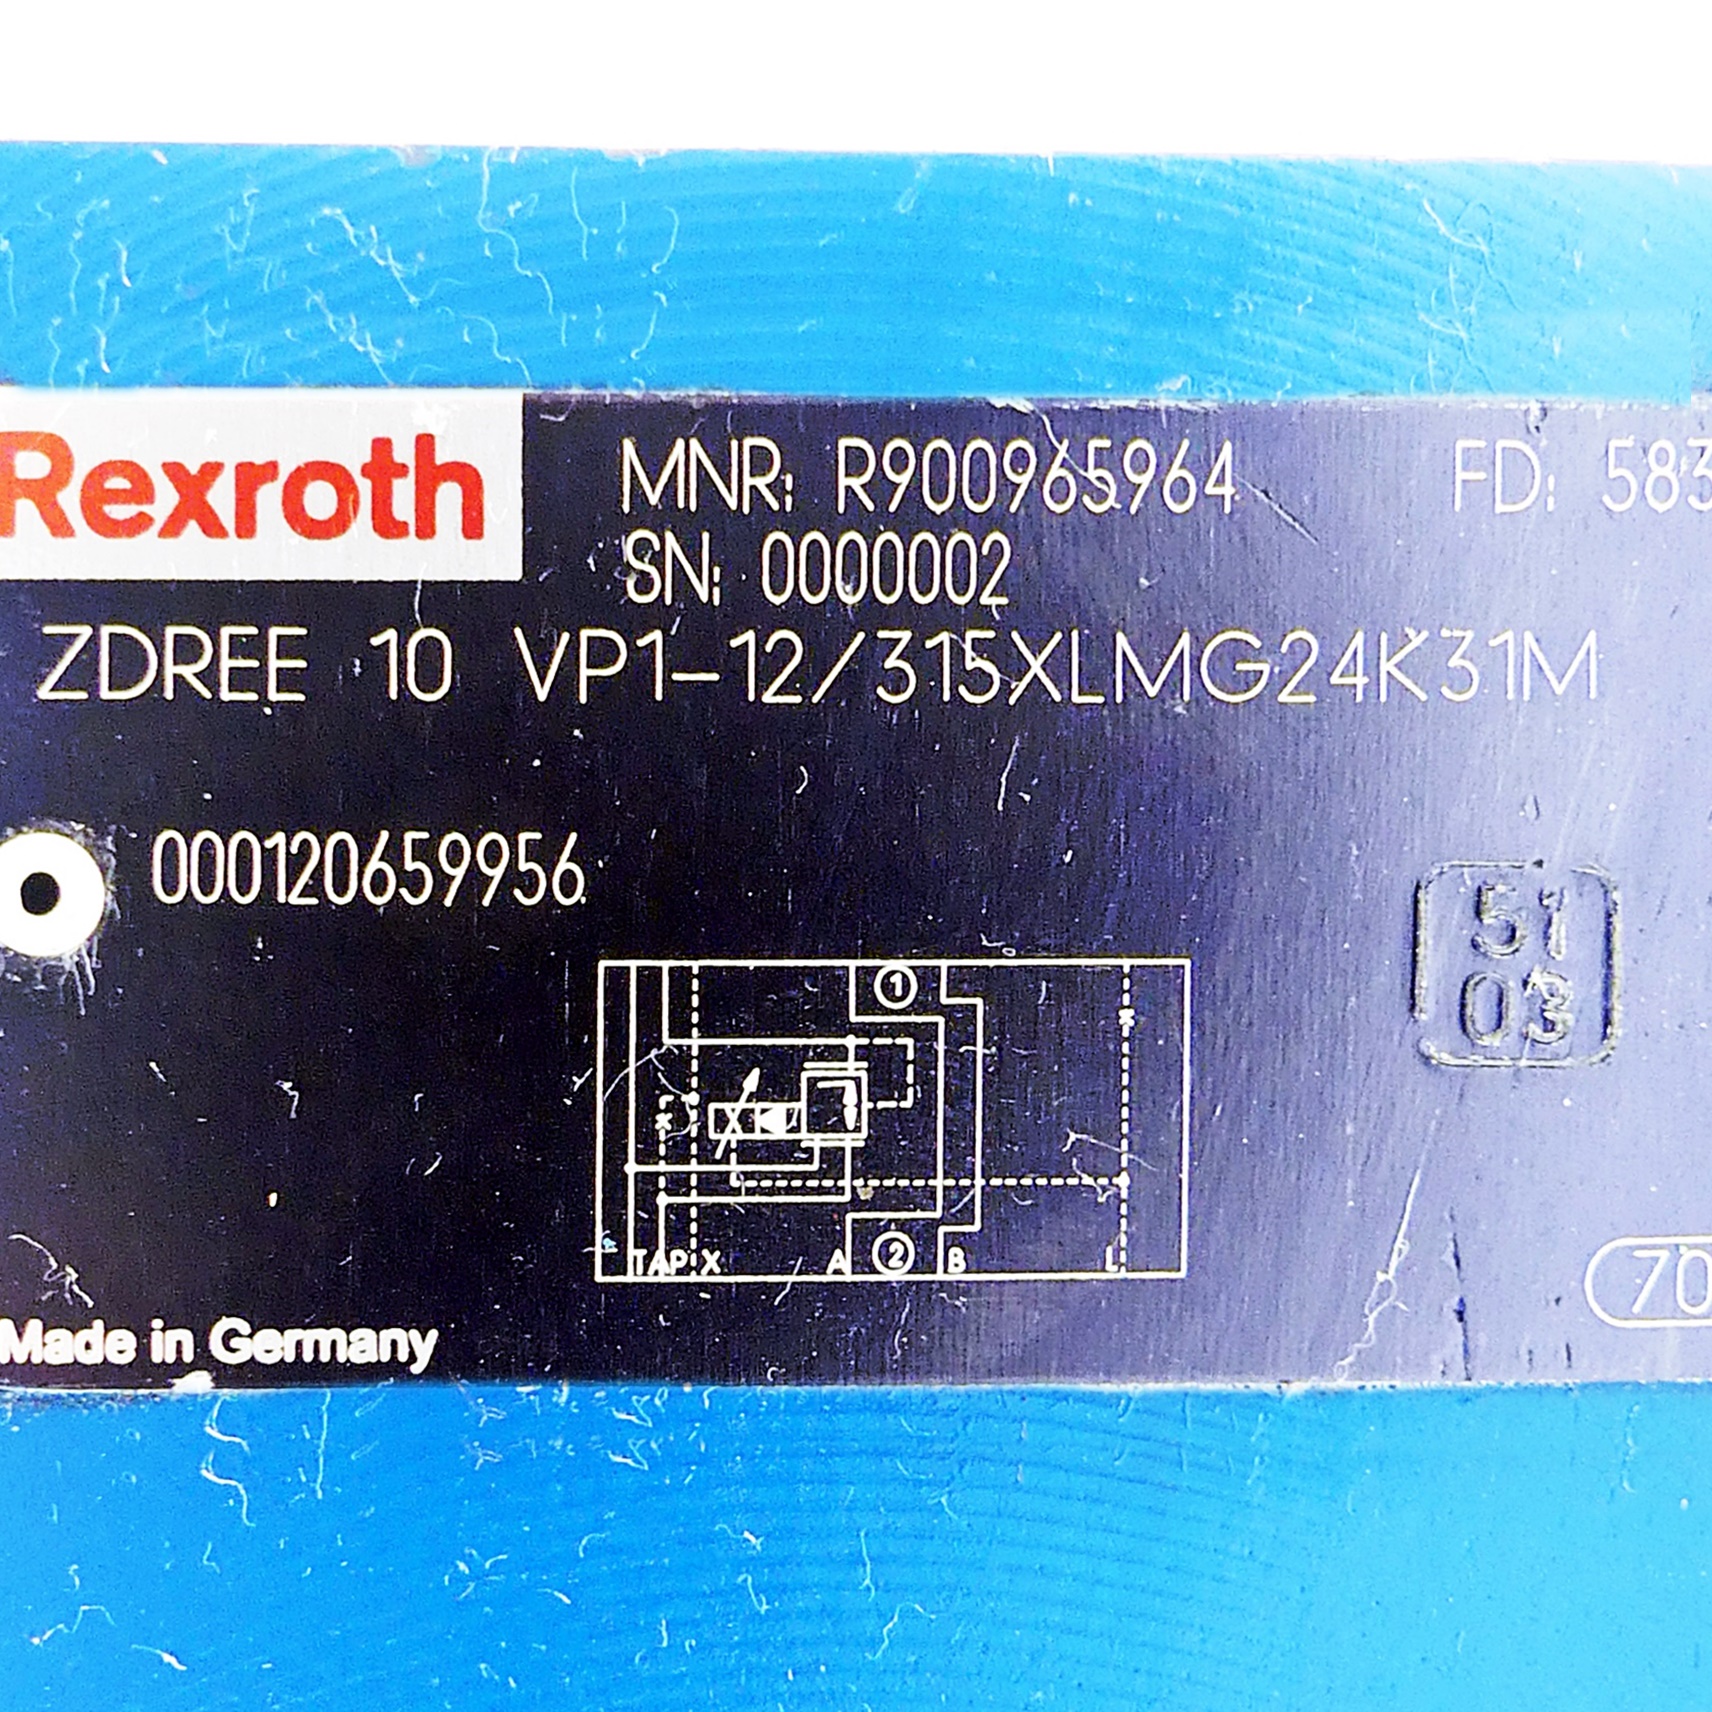 Rexroth
MNR: R900965964 FD: 583
SN: 0000002
ZDREE 10 VP1-12/315XLMG24K31M
000120659956
51
03
1
TAP X A 2 B L
70
Made in Germany